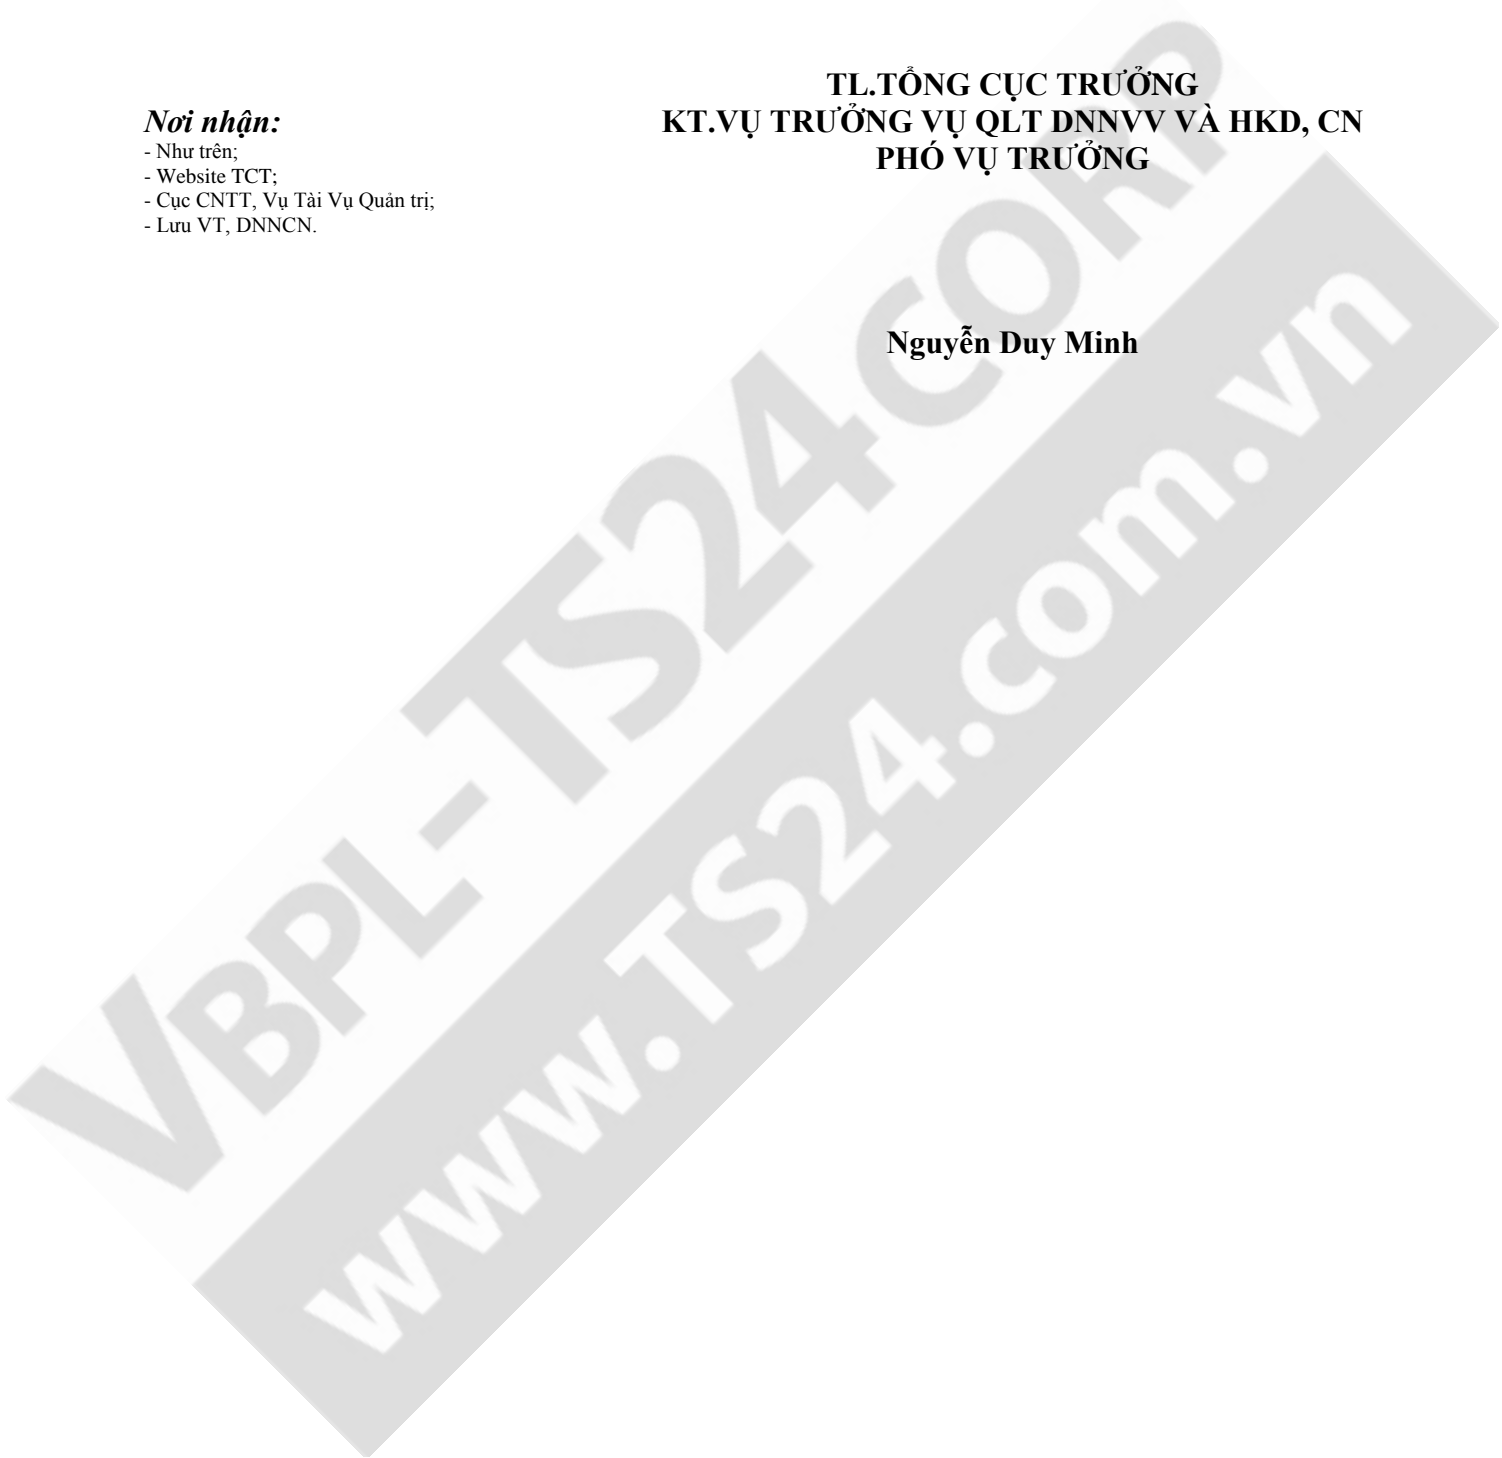 Nơi nhận:
- Như trên;
- Website TCT;
- Cục CNTT, Vụ Tài Vụ Quản trị;
- Lưu VT, DNNCN.
TL.TỔNG CỤC TRƯỞNG
KT.VỤ TRƯỞNG VỤ QLT DNNVV VÀ HKD, CN
PHÓ VỤ TRƯỞNG
Nguyễn Duy Minh
VBPL-TS24CORP
www.TS24.com.vn